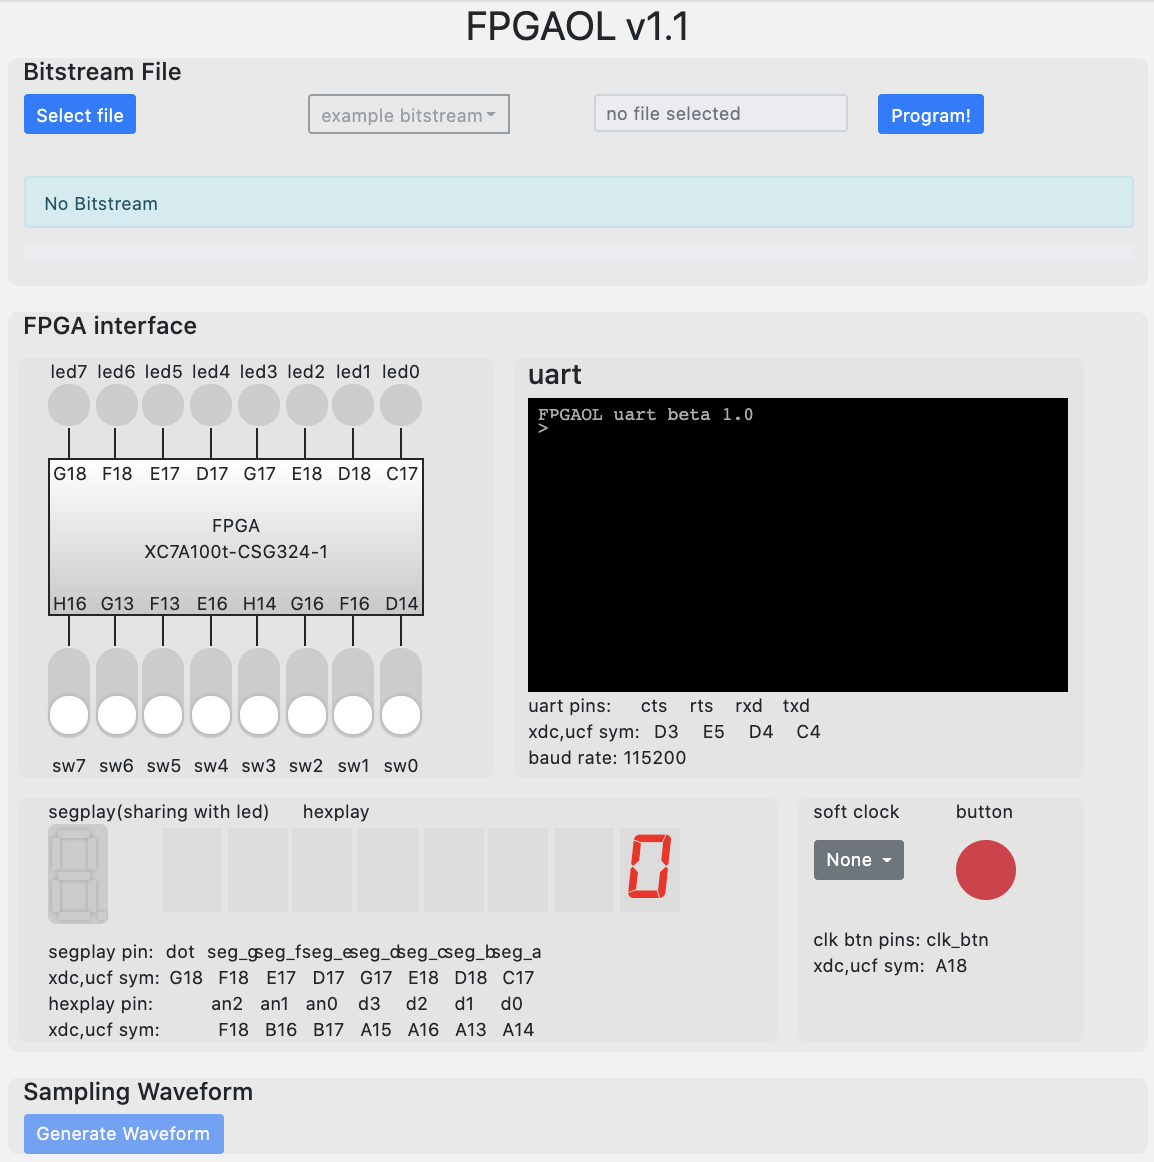 FPGAOL v1.1
Bitstream File
Select file
example bitstream
no file selected
Program!
No Bitstream
FPGA interface
led7 led6 led5 led4 led3 led2 led1 led0
G18 F18 E17 D17 G17 E18 D18 C17
FPGA
XC7A100t-CSG324-1
H16 G13 F13 E16 H14 G16 F16 D14
sw7 sw6 sw5 sw4 sw3 sw2 sw1 sw0
uart
FPGAOL uart beta 1.0
>
uart pins: cts rts rxd txd
xdc,ucf sym: D3 E5 D4 C4
baud rate: 115200
segplay(sharing with led) hexplay
0
segplay pin: dot seg_g seg_f seg_e seg_d seg_c seg_b seg_a
xdc,ucf sym: G18 F18 E17 D17 G17 E18 D18 C17
hexplay pin: an2 an1 an0 d3 d2 d1 d0
xdc,ucf sym: F18 B16 B17 A15 A16 A13 A14
soft clock button
None
clk btn pins: clk_btn
xdc,ucf sym: A18
Sampling Waveform
Generate Waveform